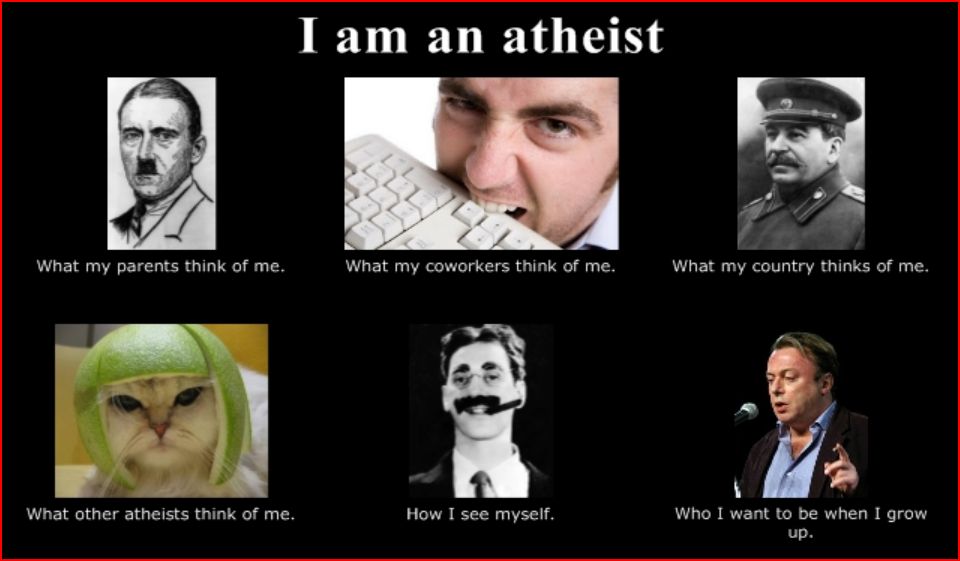 I am an atheist
What my parents think of me.
What my coworkers think of me.
What my country thinks of me.
What other atheists think of me.
How I see myself.
Who I want to be when I grow
up.